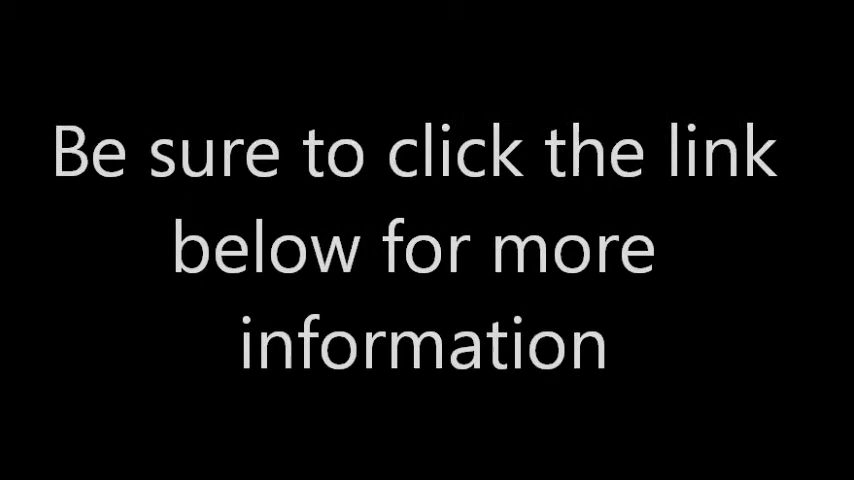 Be sure to click the link
below for more
information